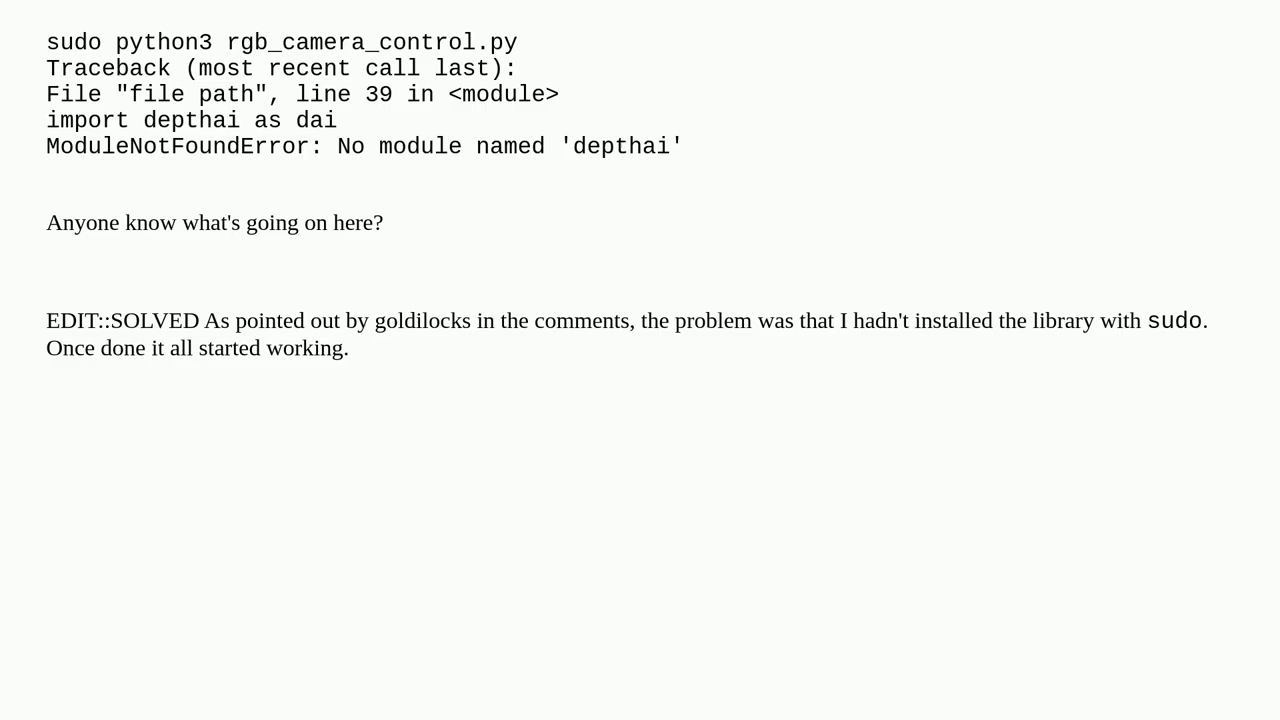 sudo python3 rgb_camera_control.py
Traceback (most recent call last):
File "file path", line 39 in <module>
import depthai as dai
ModuleNotFoundError: No module named 'depthai'
Anyone know what's going on here?
EDIT::SOLVED As pointed out by goldilocks in the comments, the problem was that I hadn't installed the library with sudo.
Once done it all started working.